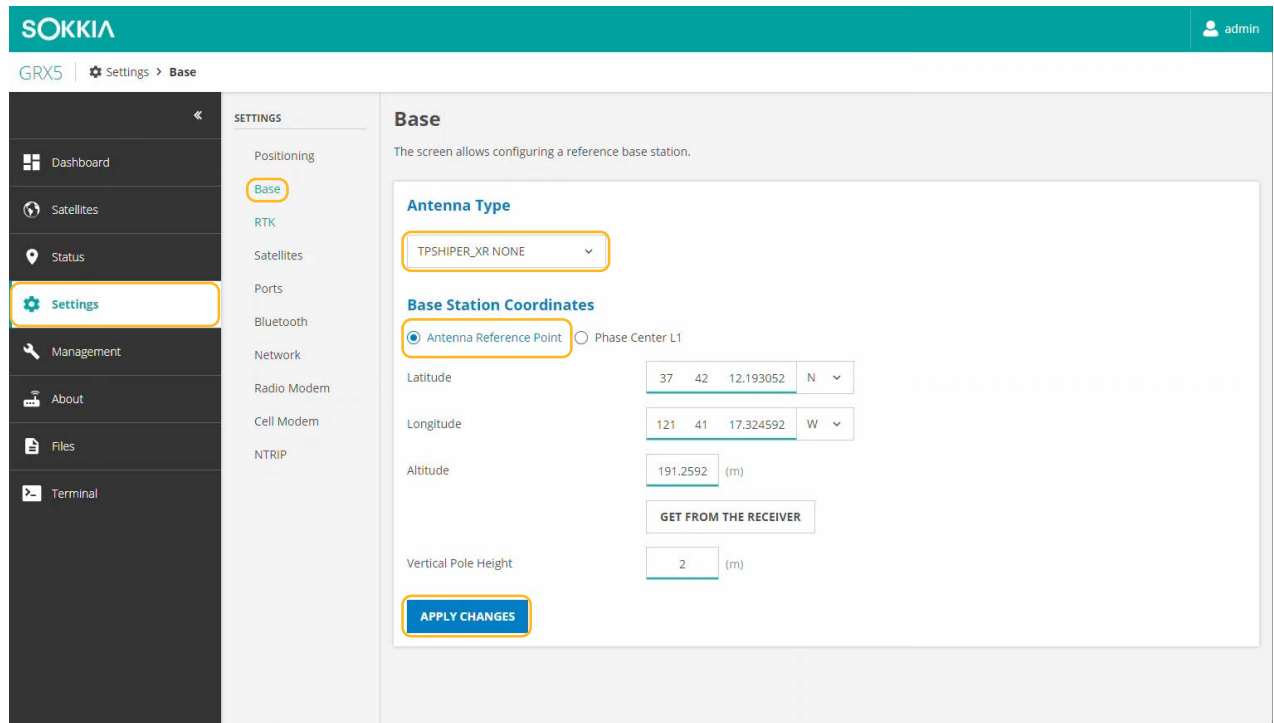 SOKKIA
admin
GRX5 Settings > Base
«
Dashboard
Satellites
Status
Settings
Management
About
Files
Terminal
SETTINGS
Positioning
Base
RTK
Satellites
Ports
Bluetooth
Network
Radio Modem
Cell Modem
NTRIP
Base
The screen allows configuring a reference base station.
Antenna Type
TPSHIPER_XR NONE
Base Station Coordinates
Antenna Reference Point Phase Center L1
Latitude 37 42 12.193052 N
Longitude 121 41 17.324592 W
Altitude 191.2592 (m)
GET FROM THE RECEIVER
Vertical Pole Height 2 (m)
APPLY CHANGES